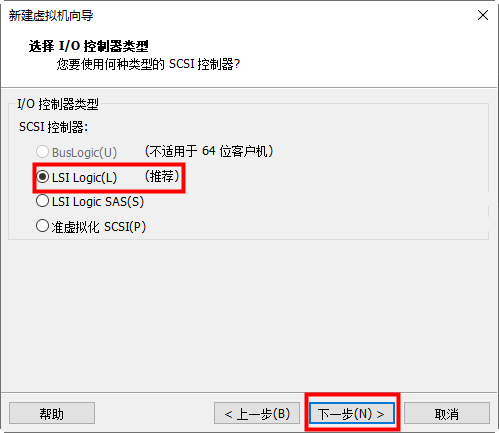 新建虚拟机向导
选择 I/O 控制器类型
您要使用何种类型的 SCSI 控制器?
I/O 控制器类型
SCSI 控制器:
BusLogic(U) (不适用于 64 位客户机)
LSI Logic(L) (推荐)
LSI Logic SAS(S)
准虚拟化 SCSI(P)
帮助 < 上一步(B) 下一步(N) > 取消